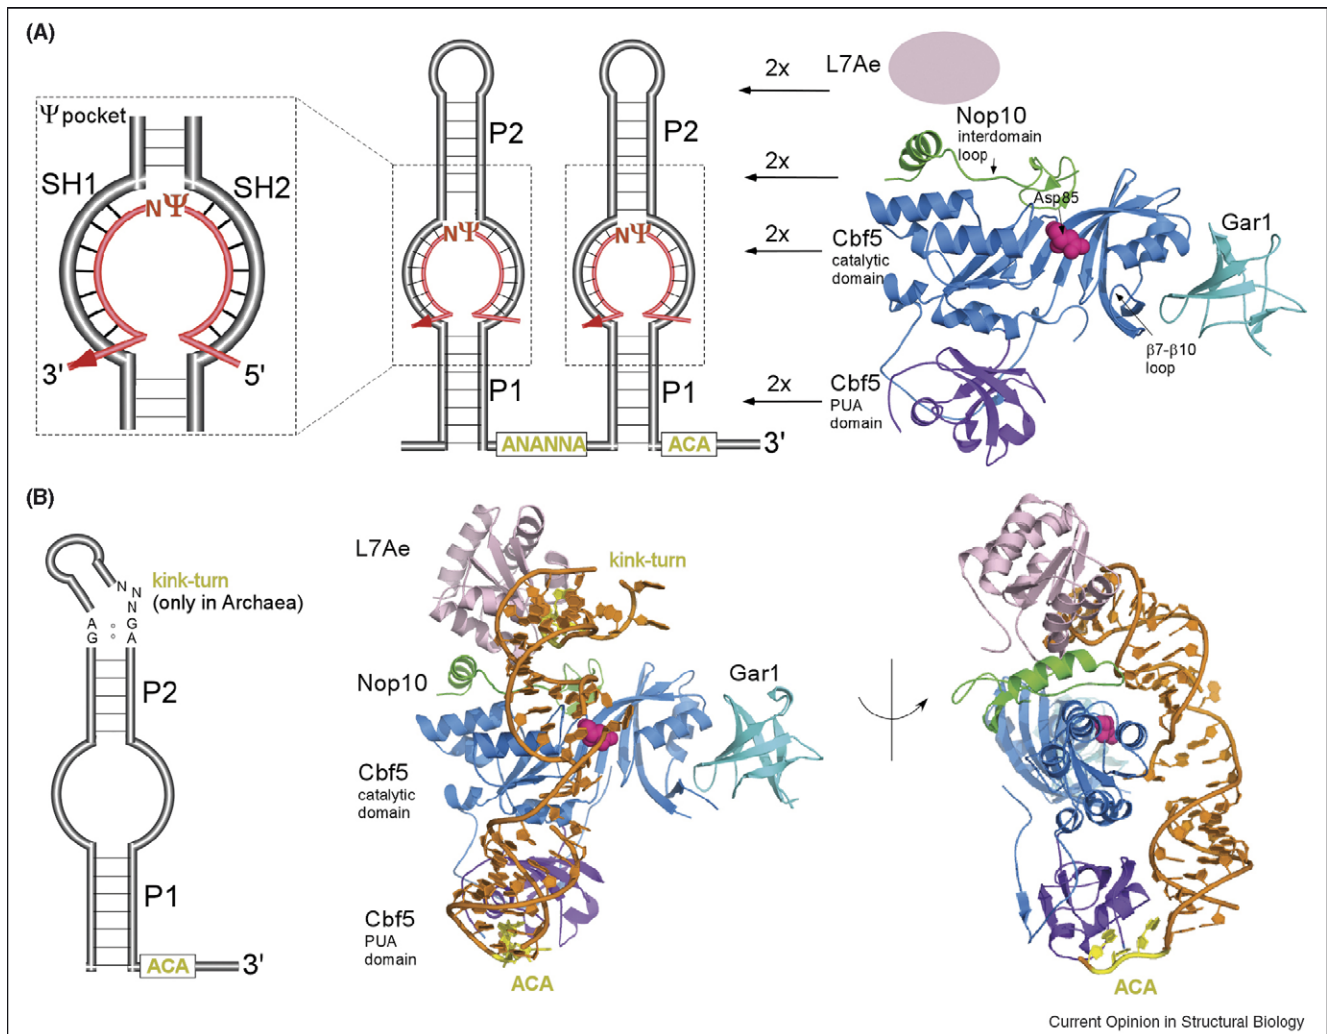 (A)
Ψ pocket
SH1
SH2
NΨ
3'
5'
P2
P2
NΨ
NΨ
P1
P1
ANANNA
ACA
3'
2x
2x
2x
2x
L7Ae
Nop10
interdomain
loop
Asp85
Cbf5
catalytic
domain
Gar1
β7-β10
loop
Cbf5
PUA
domain
(B)
kink-turn
(only in Archaea)
N
N
N
A
G
G
A
P2
P1
ACA
3'
L7Ae
kink-turn
Nop10
Gar1
Cbf5
catalytic
domain
Cbf5
PUA
domain
ACA
ACA
Current Opinion in Structural Biology